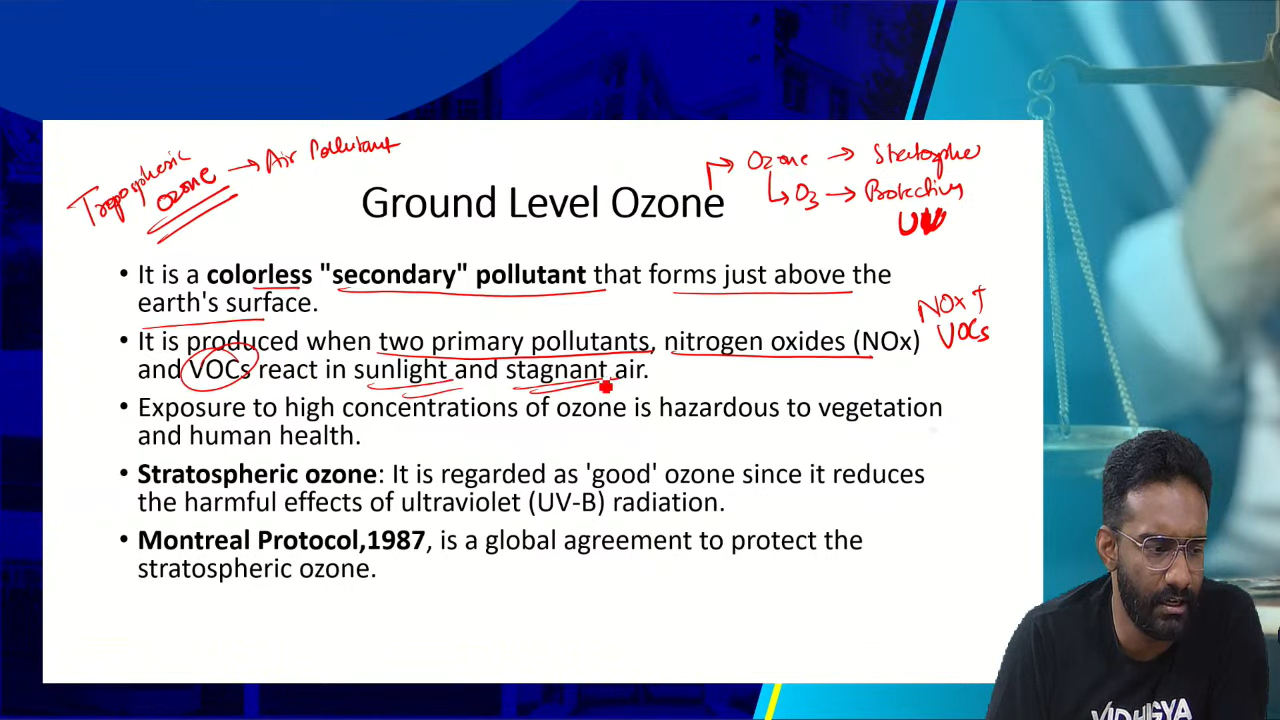 Tropospheric ozone → Air Pollutant
Ozone → Stratosphere
O3 → Protecting
UV
Ground Level Ozone
• It is a colorless "secondary" pollutant that forms just above the
earth's surface.
NOx ↑
VOCs
• It is produced when two primary pollutants, nitrogen oxides (NOx)
and VOCs react in sunlight and stagnant air.
• Exposure to high concentrations of ozone is hazardous to vegetation
and human health.
• Stratospheric ozone: It is regarded as 'good' ozone since it reduces
the harmful effects of ultraviolet (UV-B) radiation.
• Montreal Protocol,1987, is a global agreement to protect the
stratospheric ozone.
VIDHIGYA